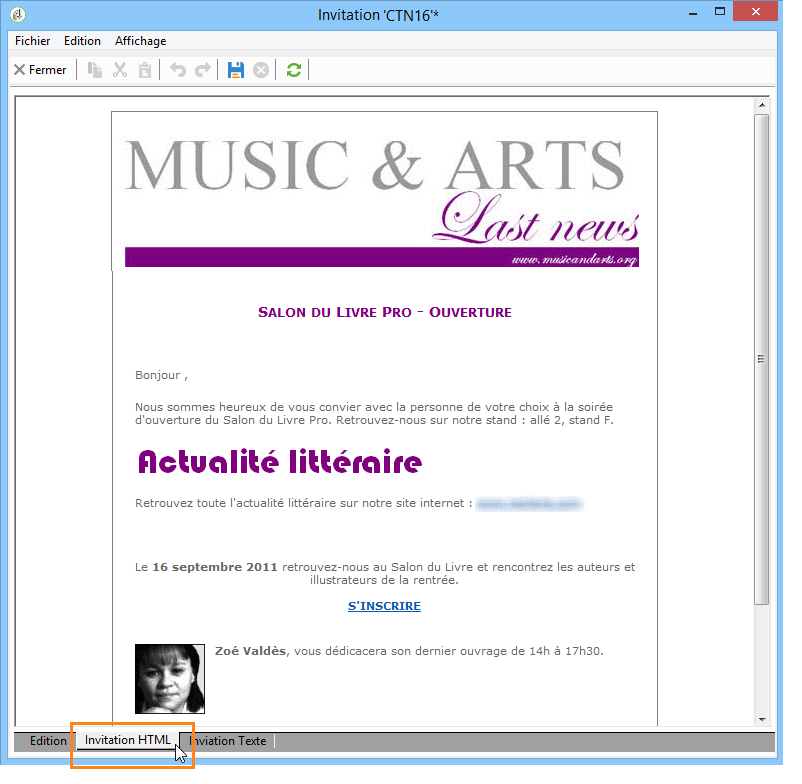 Invitation 'CTN16'*
Fichier Edition Affichage
Fermer
MUSIC & ARTS
Last news
www.musicandarts.org
SALON DU LIVRE PRO - OUVERTURE
Bonjour ,
Nous sommes heureux de vous convier avec la personne de votre choix à la soirée
d'ouverture du Salon du Livre Pro. Retrouvez-nous sur notre stand : allé 2, stand F.
Actualité littéraire
Retrouvez toute l'actualité littéraire sur notre site internet :
Le 16 septembre 2011 retrouvez-nous au Salon du Livre et rencontrez les auteurs et
illustrateurs de la rentrée.
S'INSCRIRE
Zoé Valdès, vous dédicacera son dernier ouvrage de 14h à 17h30.
Edition Invitation HTML Inviation Texte